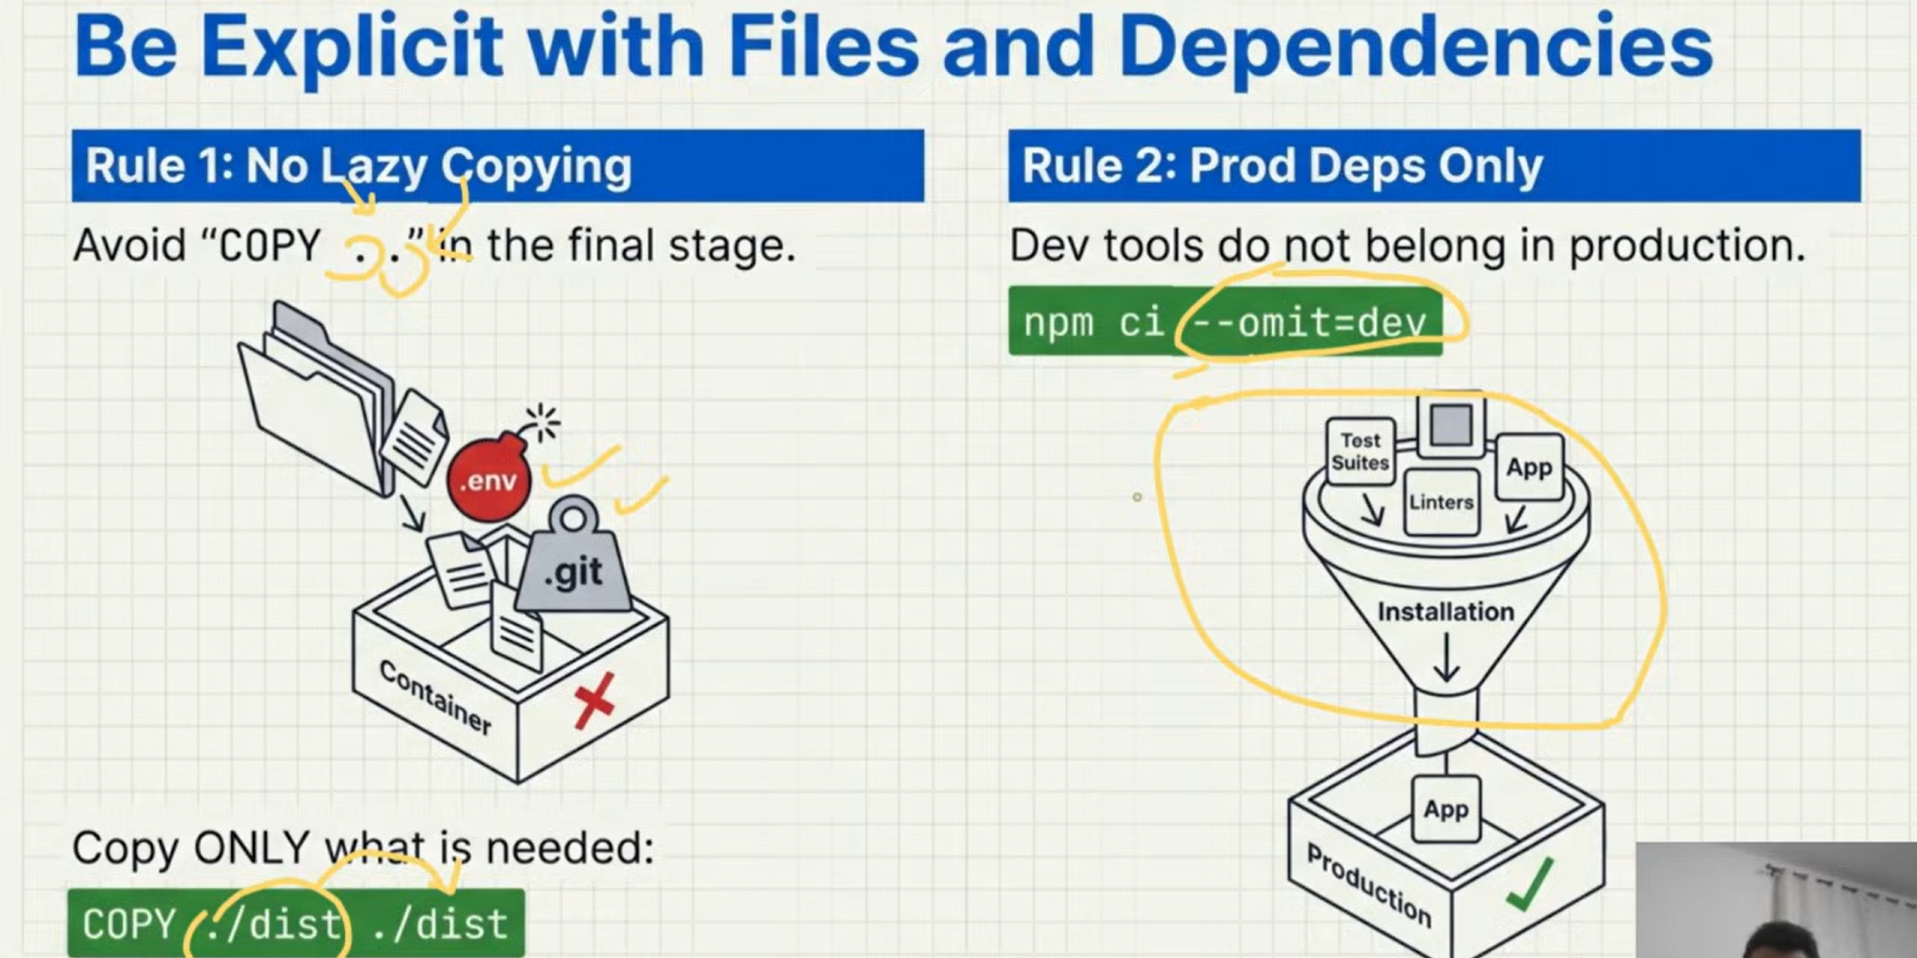 Be Explicit with Files and Dependencies
Rule 1: No Lazy Copying
Avoid “COPY . .” in the final stage.
.env
.git
Container
Copy ONLY what is needed:
COPY ./dist ./dist
Rule 2: Prod Deps Only
Dev tools do not belong in production.
npm ci --omit=dev
Test
Suites
Linters
App
Installation
App
Production